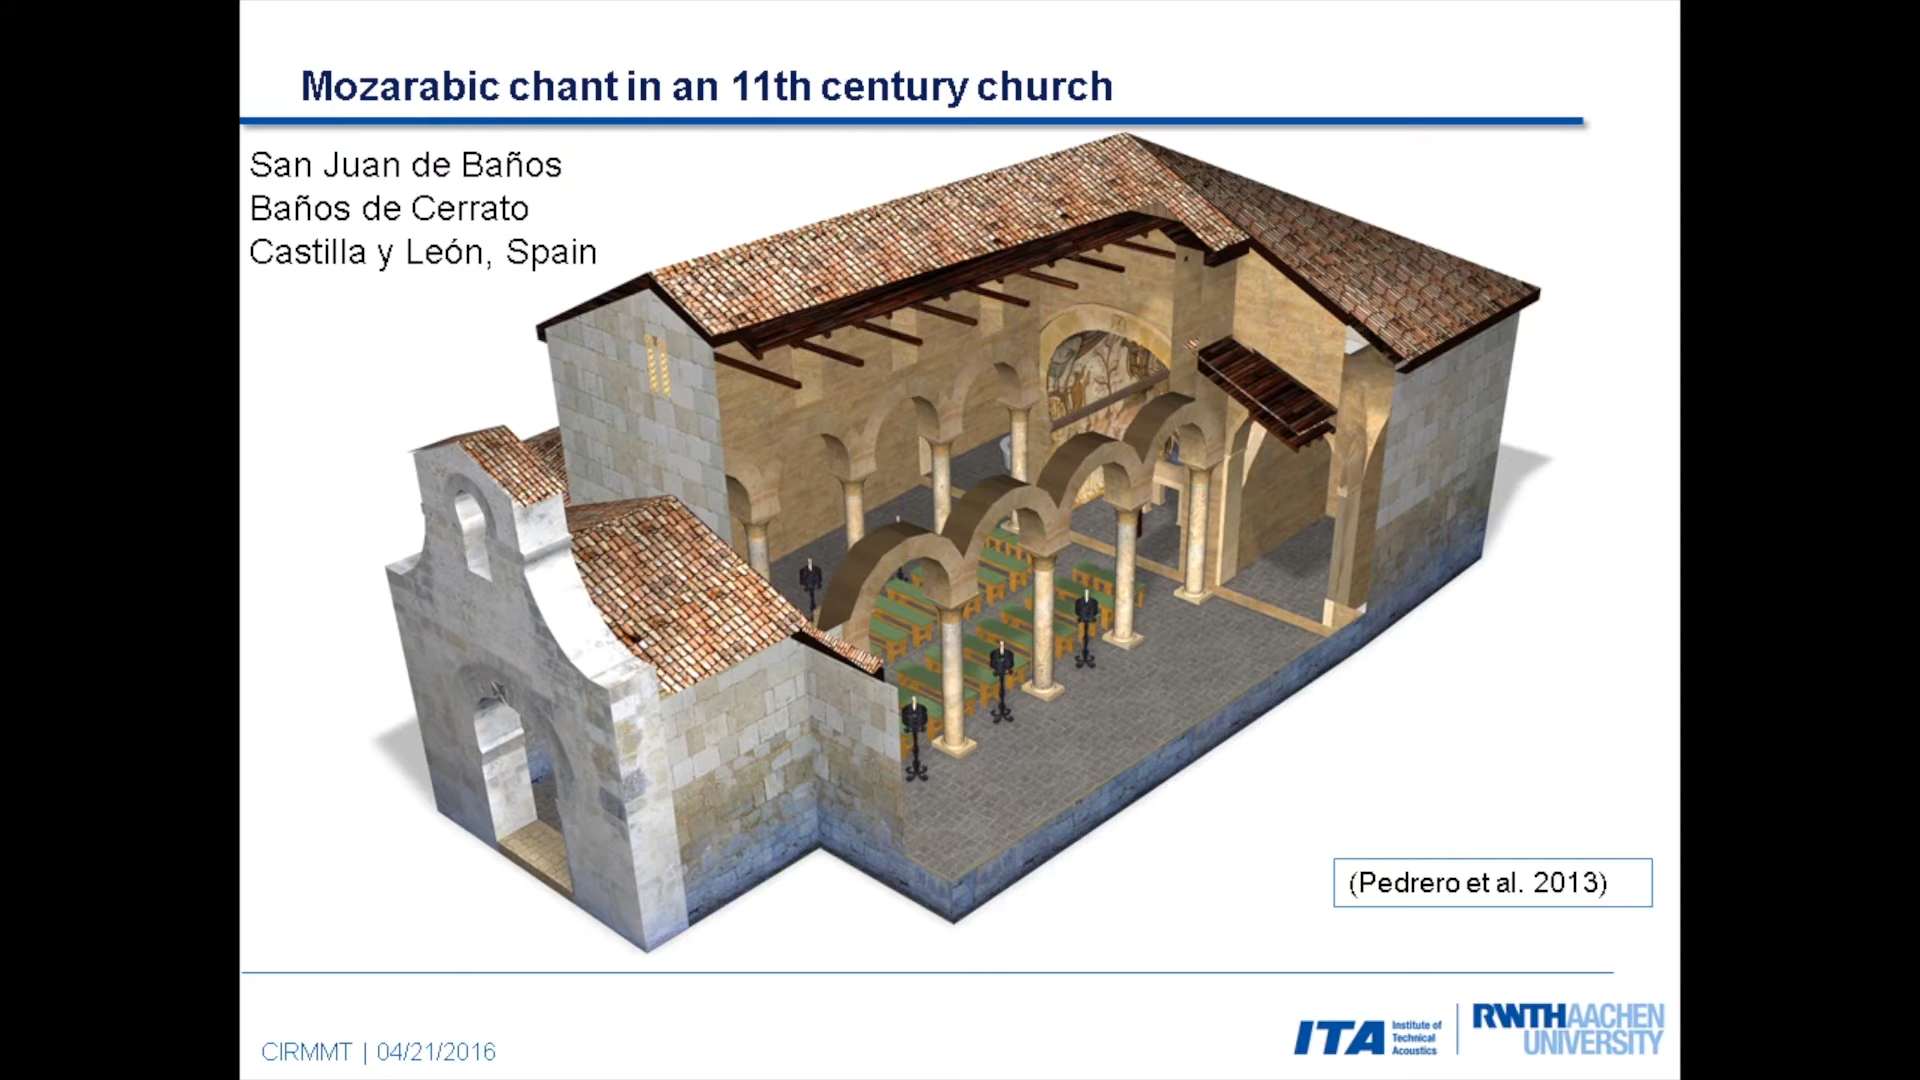 Mozarabic chant in an 11th century church
San Juan de Baños
Baños de Cerrato
Castilla y León, Spain
(Pedrero et al. 2013)
CIRMMT | 04/21/2016
ITA
Institute of
Technical
Acoustics
RWTHAACHEN
UNIVERSITY